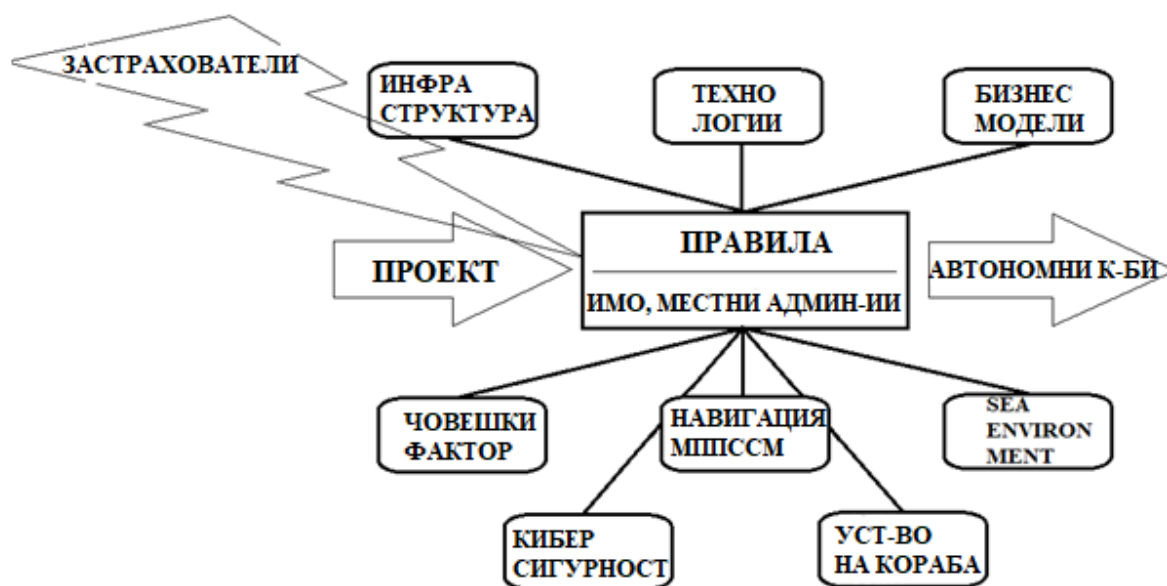 ЗАСТРАХОВАТЕЛИ
ИНФРА
СТРУКТУРА
ТЕХНО
ЛОГИИ
БИЗНЕС
МОДЕЛИ
ПРОЕКТ
ПРАВИЛА
ИМО, МЕСТНИ АДМИН-ИИ
АВТОНОМНИ К-БИ
ЧОВЕШКИ
ФАКТОР
НАВИГАЦИЯ
МППССМ
SEA
ENVIRON
MENT
КИБЕР
СИГУРНОСТ
УСТ-ВО
НА КОРАБА